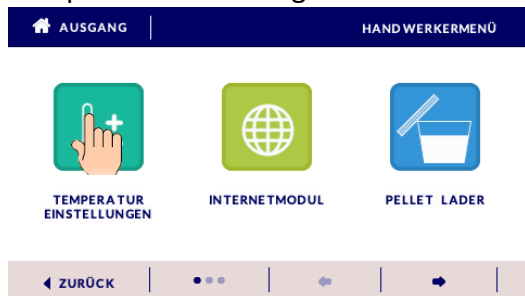 AUSGANG
HANDWERKERMENÜ
TEMPERATUR
EINSTELLUNGEN
INTERNETMODUL
PELLET LADER
ZURÜCK